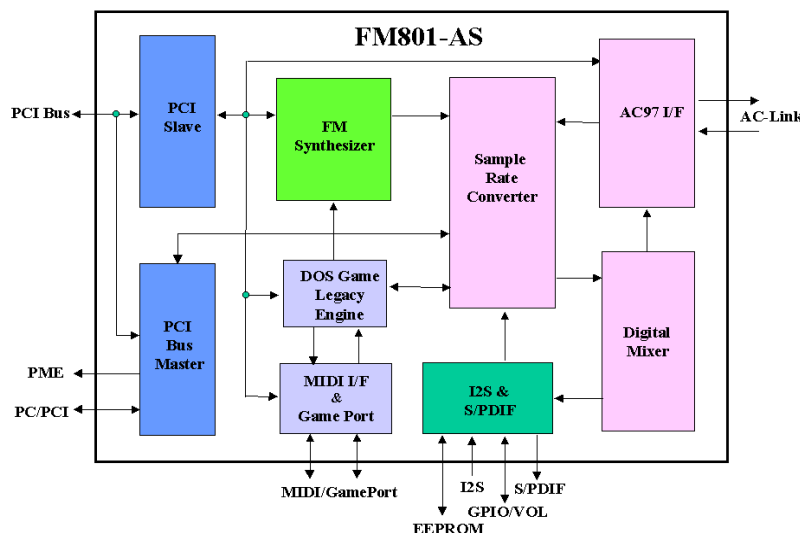 FM801-AS
PCI Bus
PCI
Slave
FM
Synthesizer
Sample
Rate
Converter
AC97 I/F
AC-Link
DOS Game
Legacy
Engine
PCI
Bus
Master
Digital
Mixer
PME
PC/PCI
MIDI I/F
&
Game Port
I2S &
S/PDIF
MIDI/GamePort
I2S
S/PDIF
GPIO/VOL
EEPROM